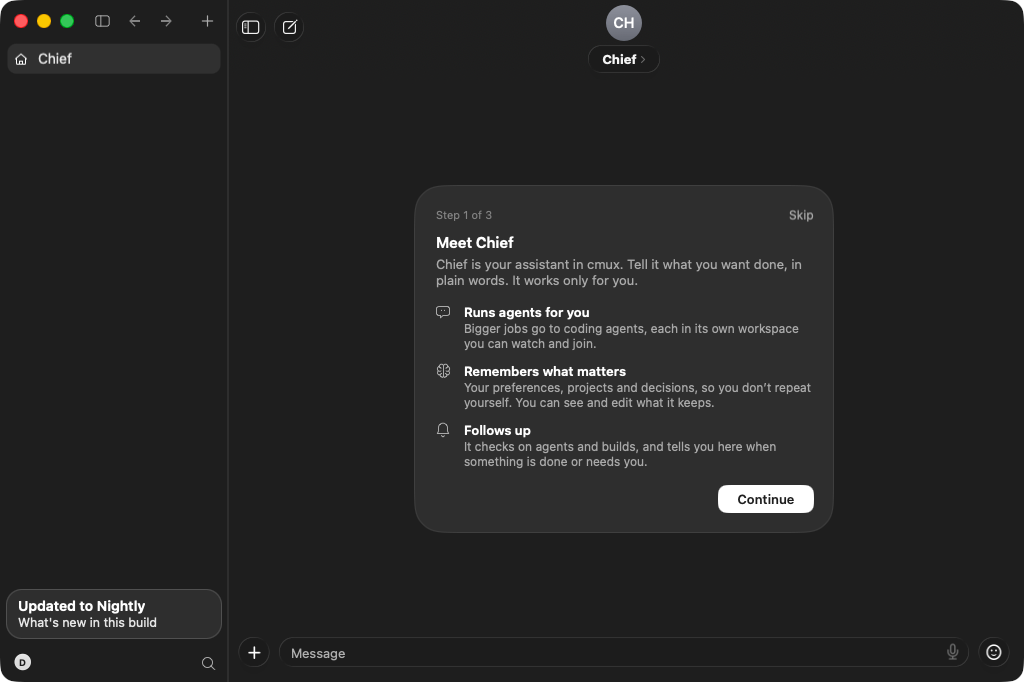 Chief
CH
Chief
Step 1 of 3
Skip
Meet Chief
Chief is your assistant in cmux. Tell it what you want done, in
plain words. It works only for you.
Runs agents for you
Bigger jobs go to coding agents, each in its own workspace
you can watch and join.
Remembers what matters
Your preferences, projects and decisions, so you don’t repeat
yourself. You can see and edit what it keeps.
Follows up
It checks on agents and builds, and tells you here when
something is done or needs you.
Continue
Updated to Nightly
What's new in this build
D
Message